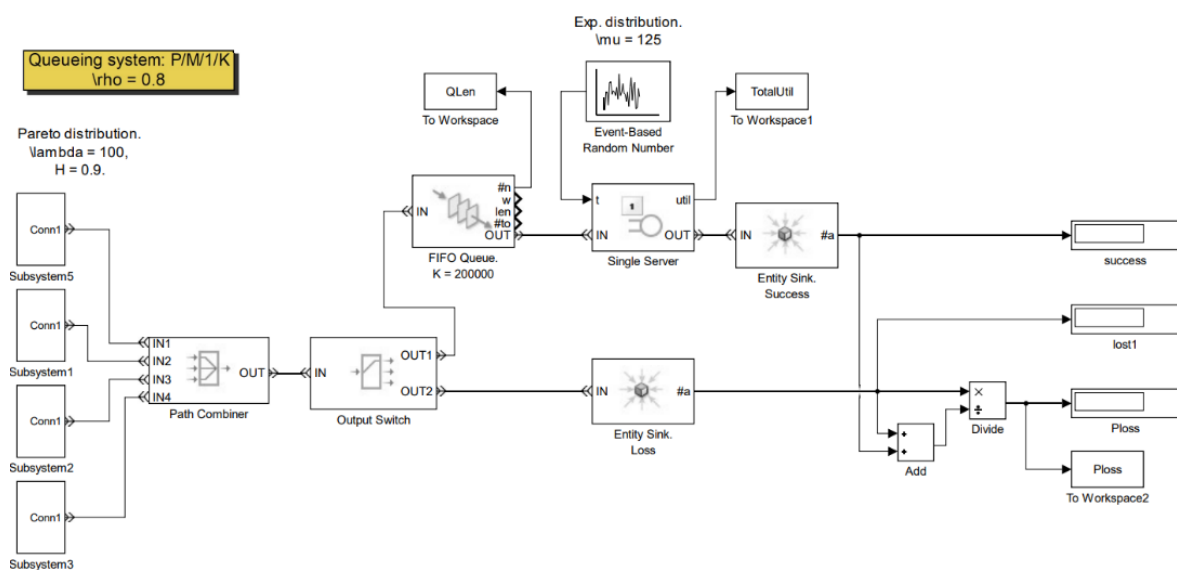 Exp. distribution.
\mu = 125
Queueing system: P/M/1/K
\rho = 0.8
QLen
To Workspace
Event-Based
Random Number
TotalUtil
To Workspace1
Pareto distribution.
\lambda = 100,
H = 0.9.
Conn1
Subsystem5
Conn1
Subsystem1
Conn1
Subsystem2
Conn1
Subsystem3
IN1
IN2
IN3
IN4
OUT
Path Combiner
IN
OUT1
OUT2
Output Switch
IN
#n
w
len
#to
OUT
FIFO Queue.
K = 200000
t
util
1
IN
OUT
Single Server
IN
#a
Entity Sink.
Success
IN
#a
Entity Sink.
Loss
+
+
Add
×
÷
Divide
success
lost1
Ploss
Ploss
To Workspace2